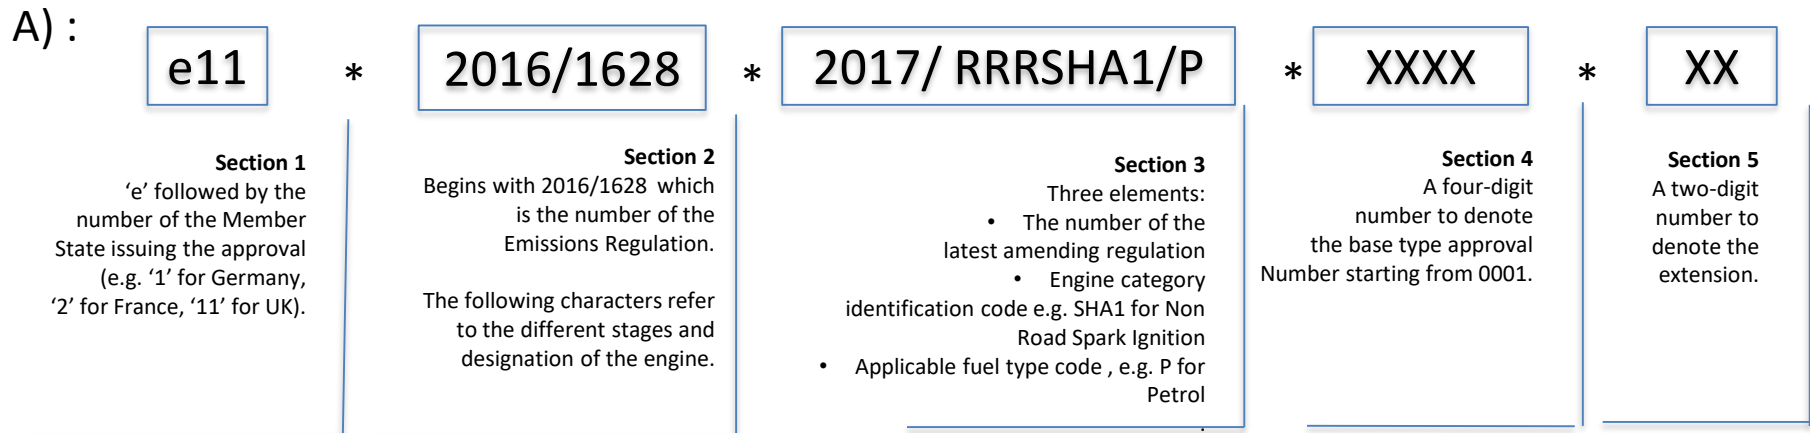 A) :
e11 * 2016/1628 * 2017/ RRRSHA1/P * XXXX * XX
Section 1
‘e’ followed by the
number of the Member
State issuing the approval
(e.g. ‘1’ for Germany,
‘2’ for France, ‘11’ for UK).
Section 2
Begins with 2016/1628 which
is the number of the
Emissions Regulation.
The following characters refer
to the different stages and
designation of the engine.
Section 3
Three elements:
• The number of the
latest amending regulation
• Engine category
identification code e.g. SHA1 for Non
Road Spark Ignition
• Applicable fuel type code , e.g. P for
Petrol
.
Section 4
A four-digit
number to denote
the base type approval
Number starting from 0001.
Section 5
A two-digit
number to
denote the
extension.